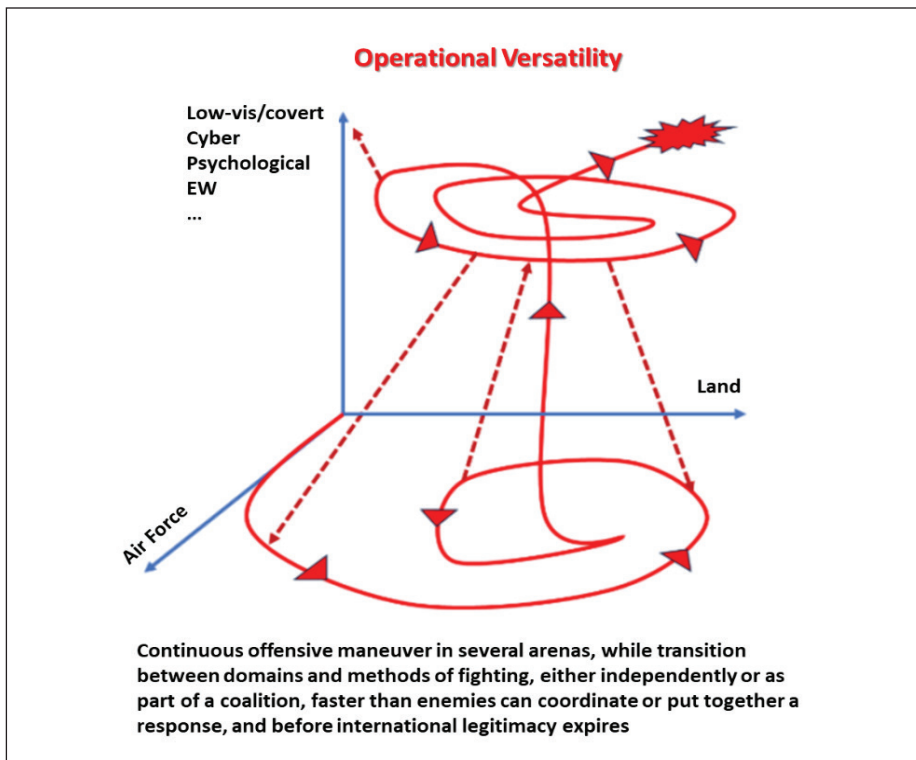 Operational Versatility
Low-vis/covert
Cyber
Psychological
EW
...
Land
Air Force
Continuous offensive maneuver in several arenas, while transition
between domains and methods of fighting, either independently or as
part of a coalition, faster than enemies can coordinate or put together a
response, and before international legitimacy expires